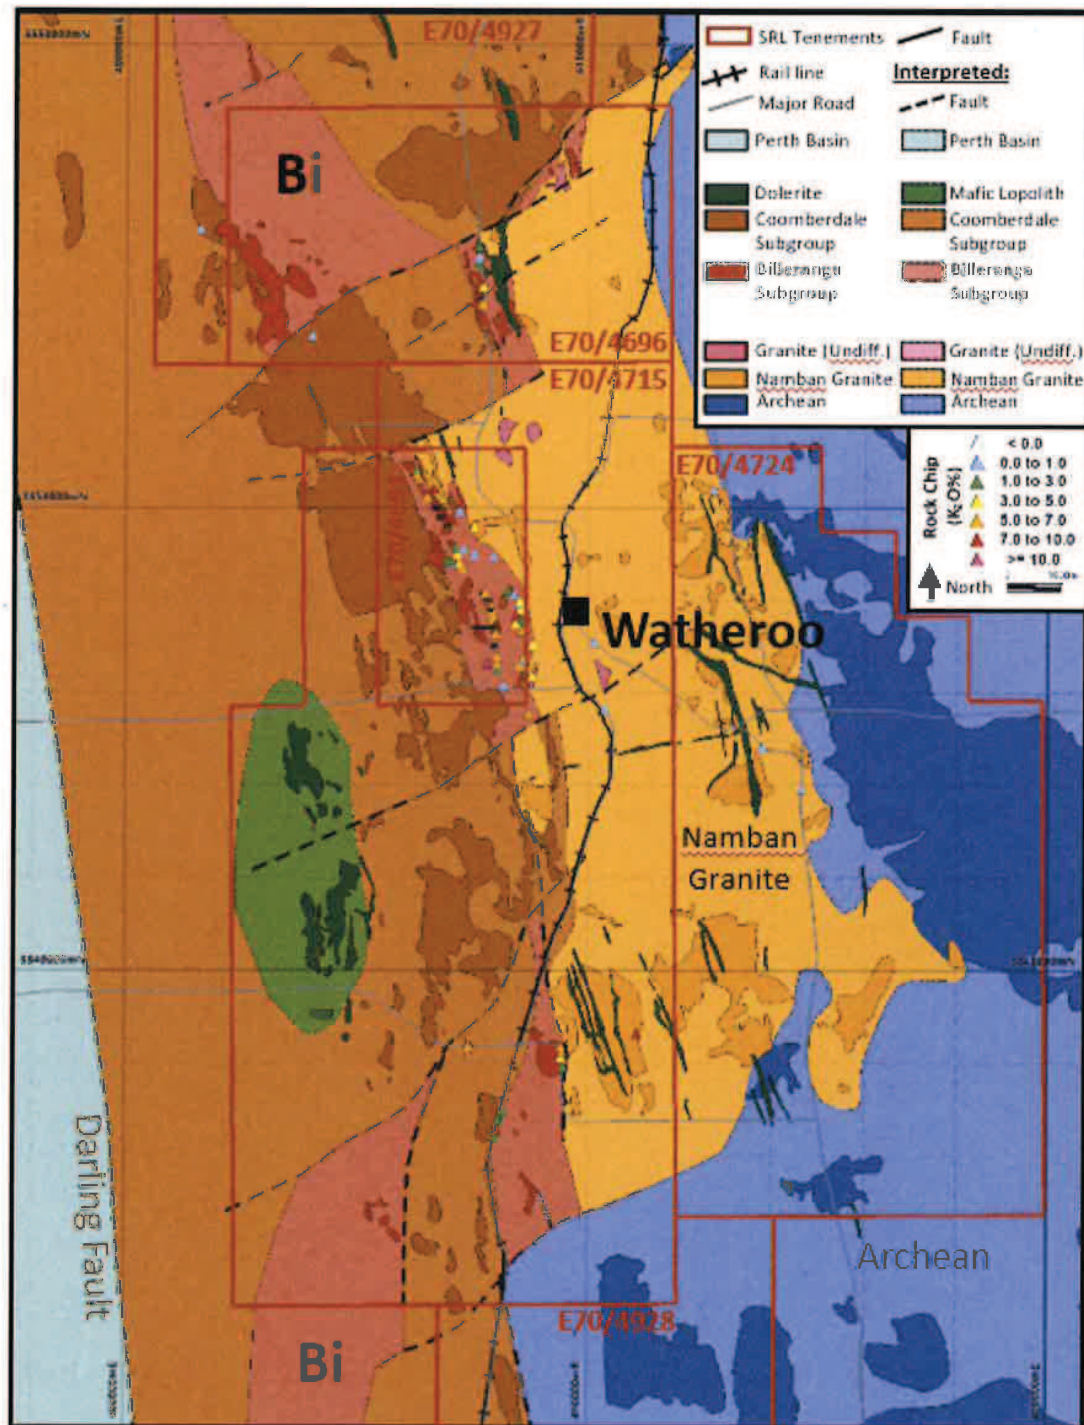 E70/4927
SRL Tenements
Fault
Rail line
Interpreted:
Major Road
Fault
Perth Basin
Perth Basin
Dolerite
Mafic Lopolith
Coomberdale
Subgroup
Coomberdale
Subgroup
Billeranga
Subgroup
Billeranga
Subgroup
Granite (Undiff.)
Granite (Undiff.)
Namban Granite
Namban Granite
Archean
Archean
Rock Chip
(K₂O%)
< 0.0
0.0 to 1.0
1.0 to 3.0
3.0 to 5.0
5.0 to 7.0
7.0 to 10.0
>= 10.0
North
Bi
E70/4696
E70/4715
E70/4724
Watheroo
Namban
Granite
Darling Fault
Archean
E70/4928
Bi